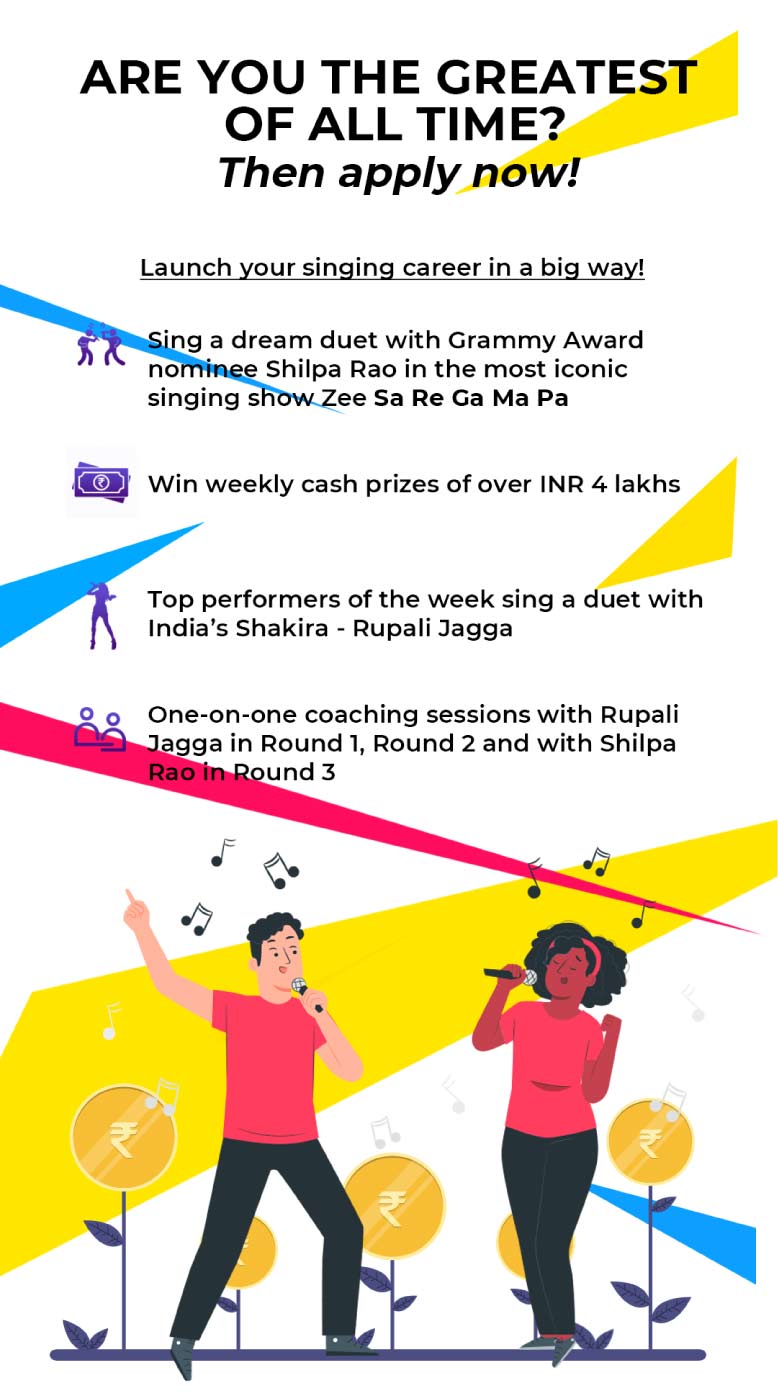 ARE YOU THE GREATEST
OF ALL TIME?
Then apply now!
Launch your singing career in a big way!
Sing a dream duet with Grammy Award
nominee Shilpa Rao in the most iconic
singing show Zee Sa Re Ga Ma Pa
₹
Win weekly cash prizes of over INR 4 lakhs
Top performers of the week sing a duet with
India’s Shakira - Rupali Jagga
One-on-one coaching sessions with Rupali
Jagga in Round 1, Round 2 and with Shilpa
Rao in Round 3
₹
₹
₹
₹
₹